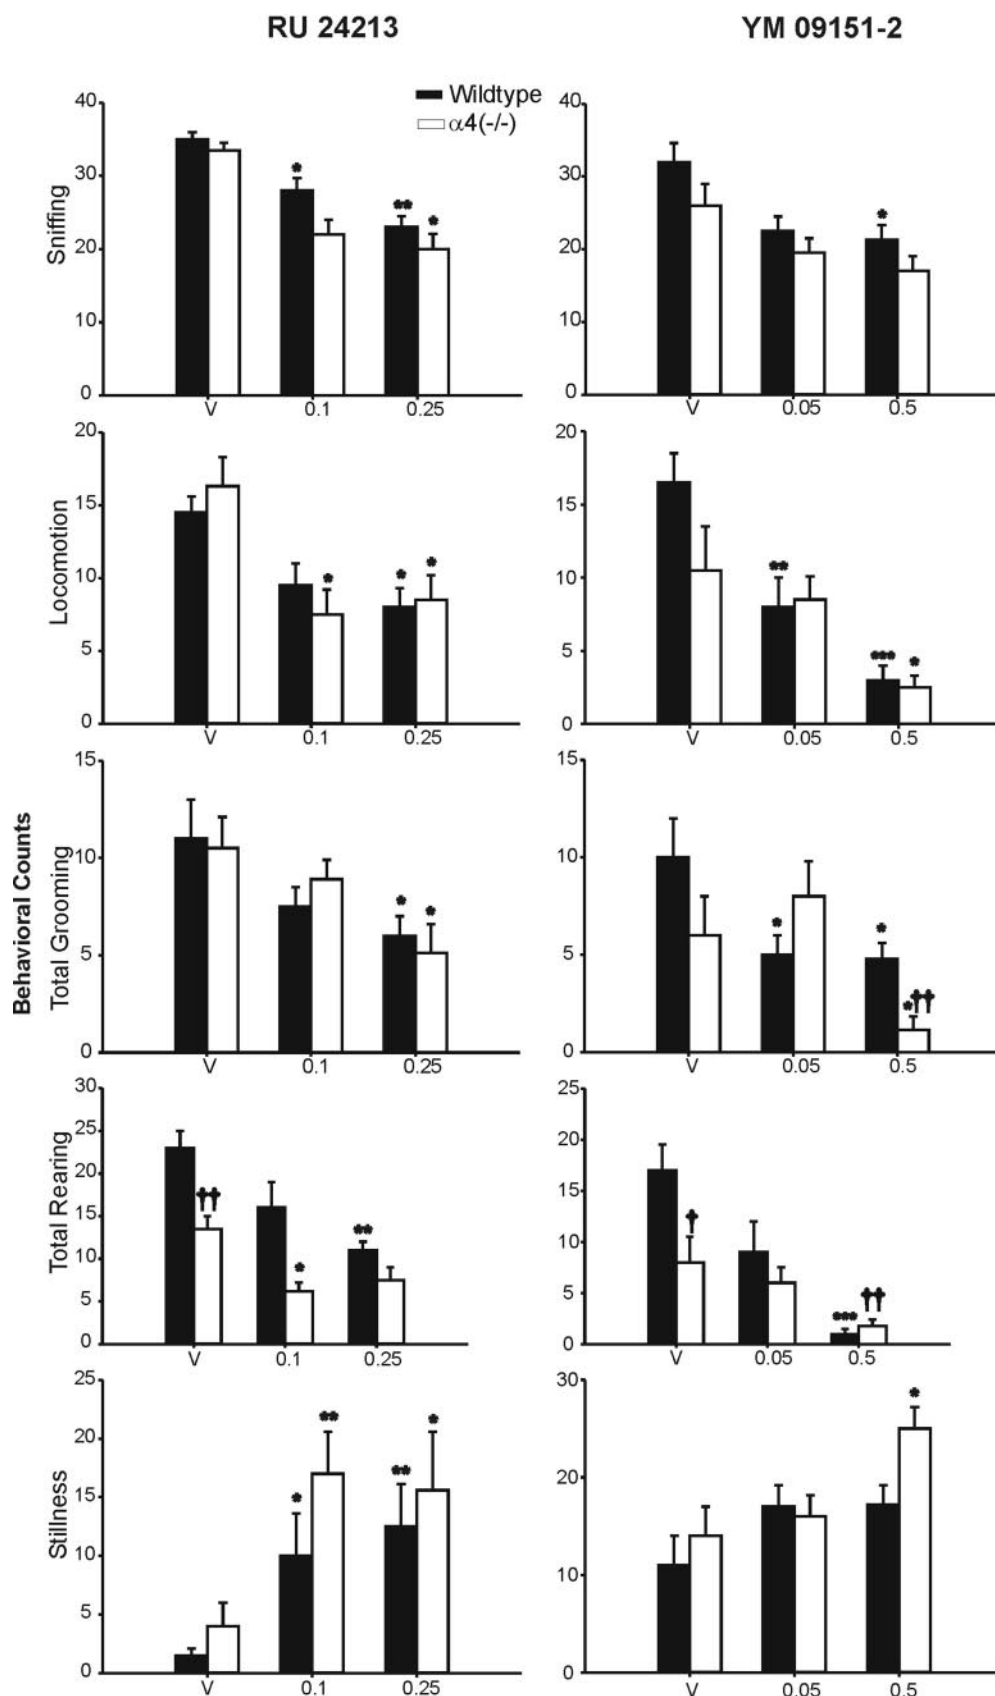 RU 24213
YM 09151-2
Wildtype
α4(-/-)
Behavioral Counts
Sniffing
40
30
20
10
0
V
0.1
0.25
* ** *
40
30
20
10
0
V
0.05
0.5
*
Locomotion
20
15
10
5
0
V
0.1
0.25
* * *
20
15
10
5
0
V
0.05
0.5
** *** *
Total Grooming
15
10
5
0
V
0.1
0.25
* *
15
10
5
0
V
0.05
0.5
* * *††
Total Rearing
30
25
20
15
10
5
0
V
0.1
0.25
†† * **
25
20
15
10
5
0
V
0.05
0.5
† *** ††
Stillness
25
20
15
10
5
0
V
0.1
0.25
* ** ** *
30
20
10
0
V
0.05
0.5
*